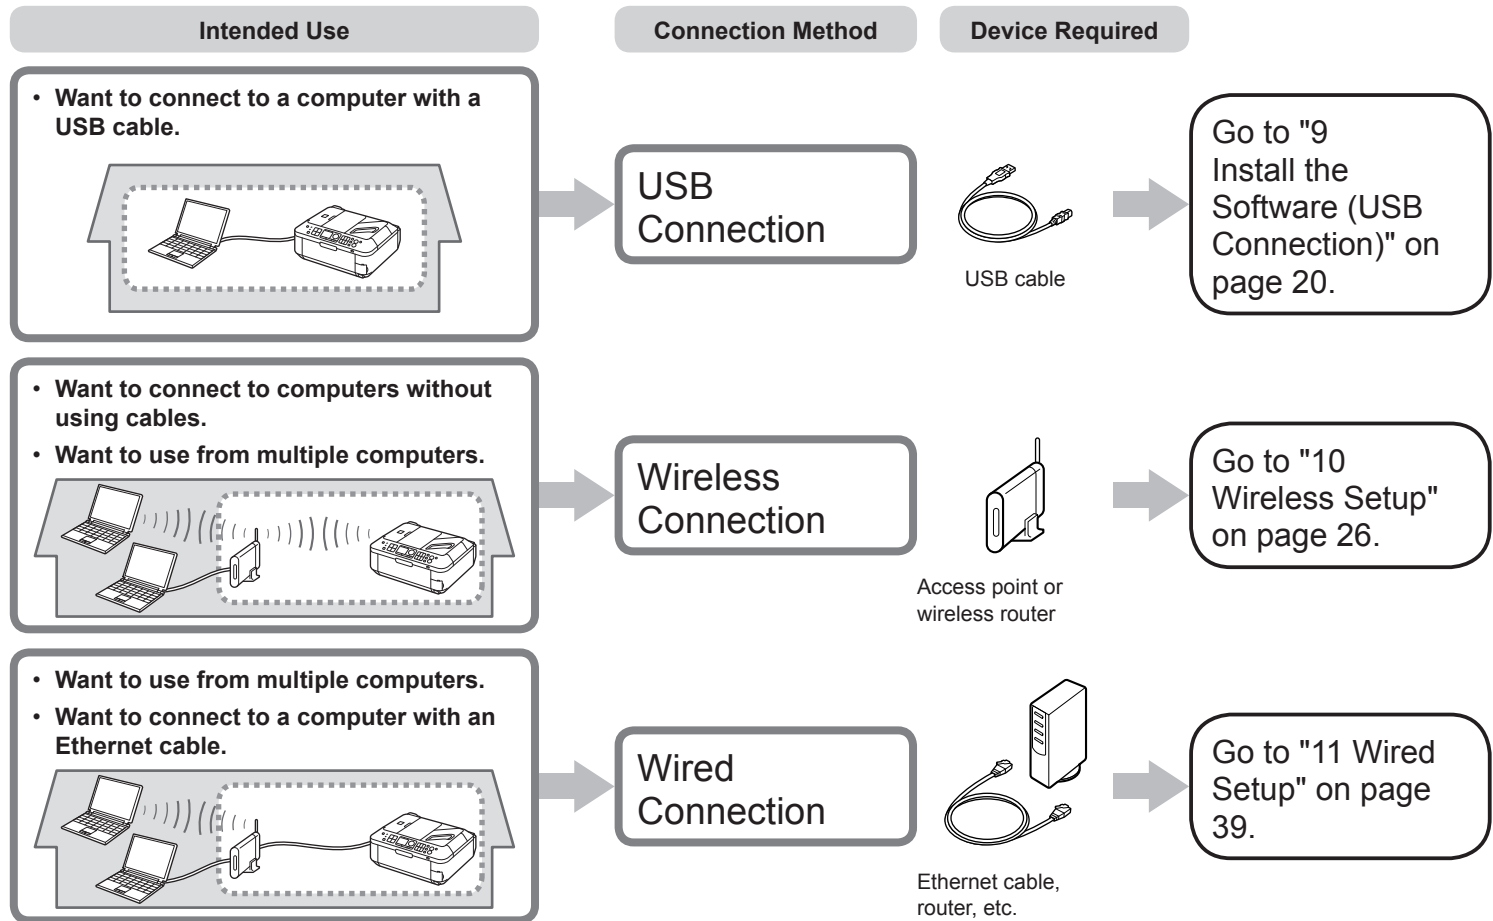 Intended Use
Connection Method
Device Required
• Want to connect to a computer with a
USB cable.
USB
Connection
USB cable
Go to "9
Install the
Software (USB
Connection)" on
page 20.
• Want to connect to computers without
using cables.
• Want to use from multiple computers.
Wireless
Connection
Access point or
wireless router
Go to "10
Wireless Setup"
on page 26.
• Want to use from multiple computers.
• Want to connect to a computer with an
Ethernet cable.
Wired
Connection
Ethernet cable,
router, etc.
Go to "11 Wired
Setup" on page
39.